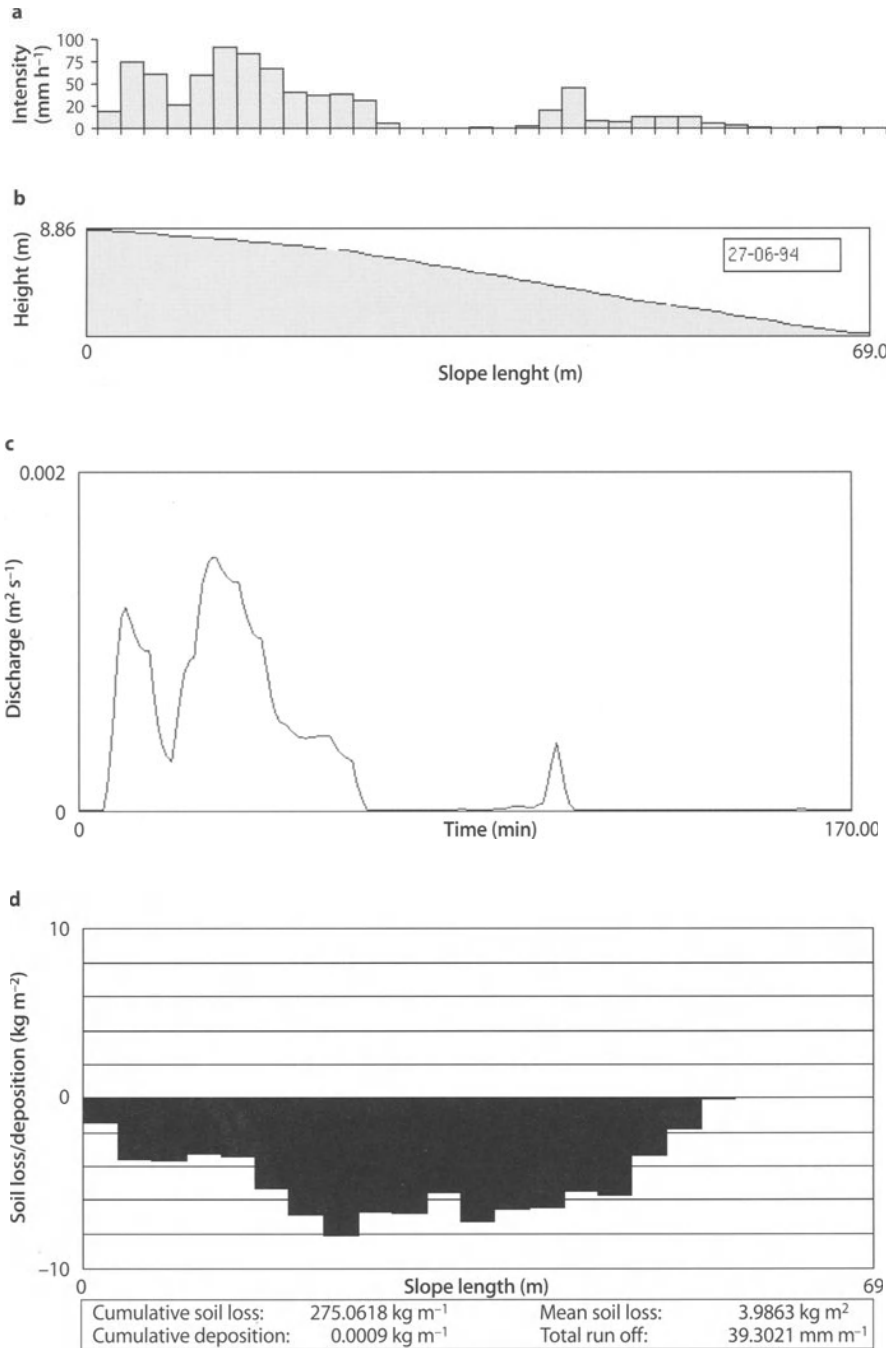 a
Intensity
(mm h⁻¹)
100
75
50
20
0
b
Height (m)
8.86
27-06-94
0
69.0
Slope lenght (m)
c
Discharge (m² s⁻¹)
0.002
0
0
Time (min)
170.00
d
Soil loss/deposition (kg m⁻²)
10
0
–10
0
Slope length (m)
69
Cumulative soil loss: 275.0618 kg m⁻¹ Mean soil loss: 3.9863 kg m²
Cumulative deposition: 0.0009 kg m⁻¹ Total run off: 39.3021 mm m⁻¹